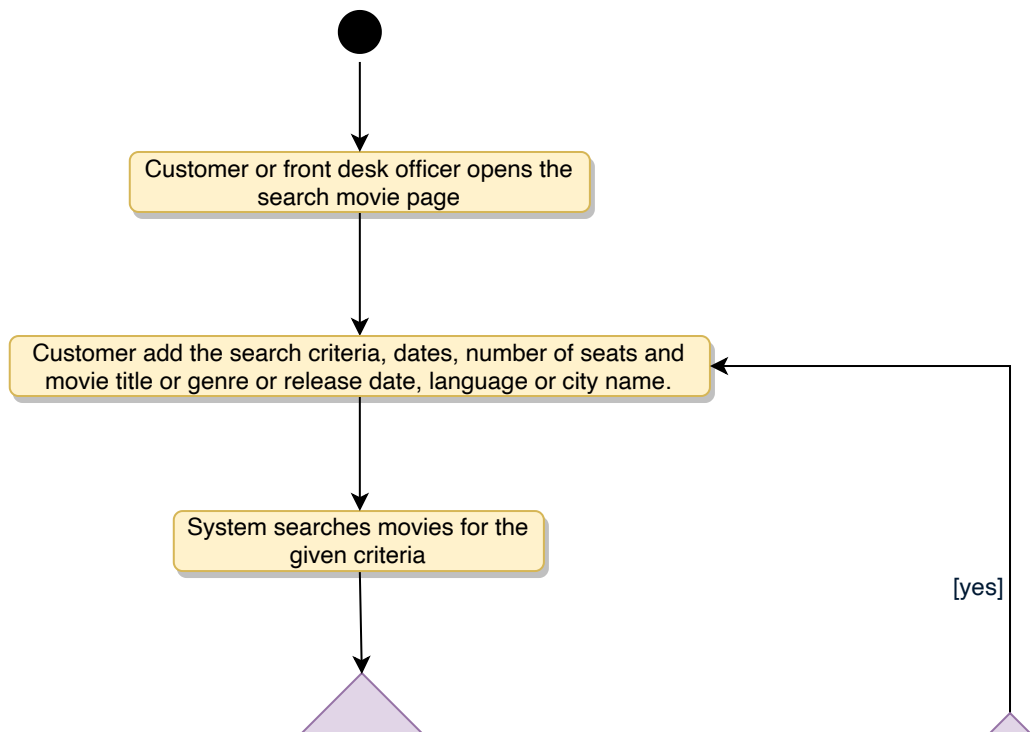 Customer or front desk officer opens the
search movie page
Customer add the search criteria, dates, number of seats and
movie title or genre or release date, language or city name.
System searches movies for the
given criteria
[yes]